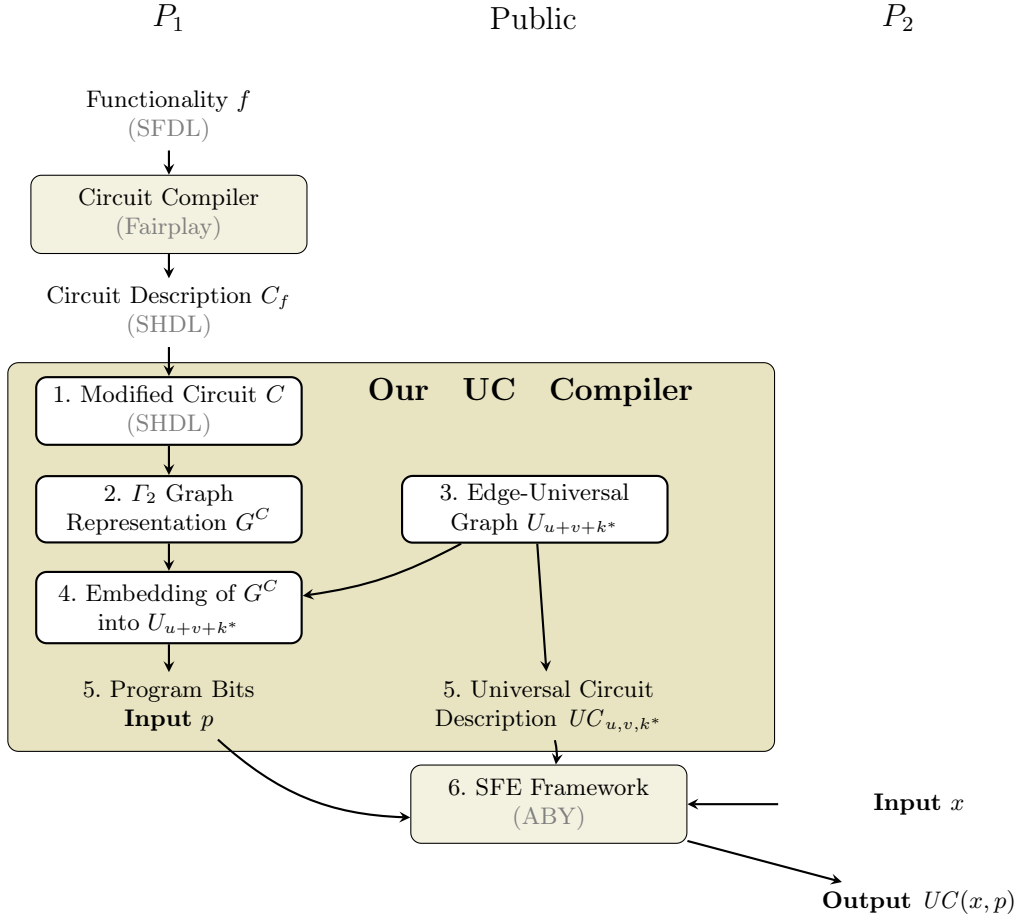 P₁ Public P₂
Functionality f
(SFDL)
Circuit Compiler
(Fairplay)
Circuit Description C_f
(SHDL)
Our UC Compiler
1. Modified Circuit C
(SHDL)
2. Γ₂ Graph
Representation G^C
3. Edge-Universal
Graph U_{u+v+k*}
4. Embedding of G^C
into U_{u+v+k*}
5. Program Bits
Input p
5. Universal Circuit
Description UC_{u,v,k*}
6. SFE Framework
(ABY)
Input x
Output UC(x, p)